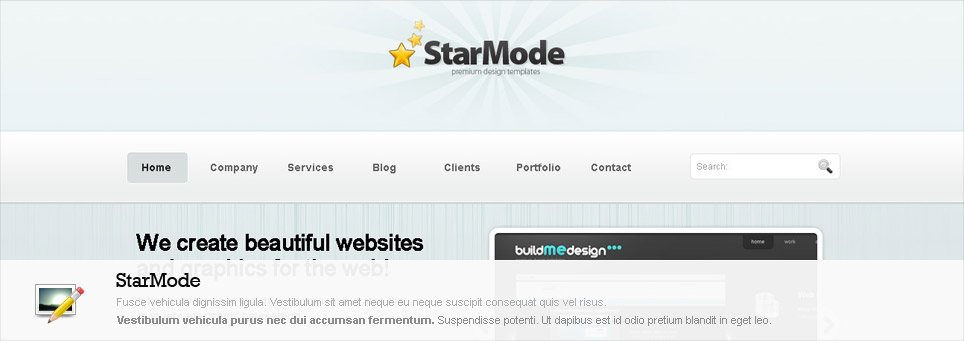 StarMode
premium design templates
Home Company Services Blog Clients Portfolio Contact Search:
We create beautiful websites
and graphics for the web!
buildmedesign
home work
StarMode
Fusce vehicula dignissim ligula. Vestibulum sit amet neque eu neque suscipit consequat quis vel risus.
Vestibulum vehicula purus nec dui accumsan fermentum. Suspendisse potenti. Ut dapibus est id odio pretium blandit in eget leo.